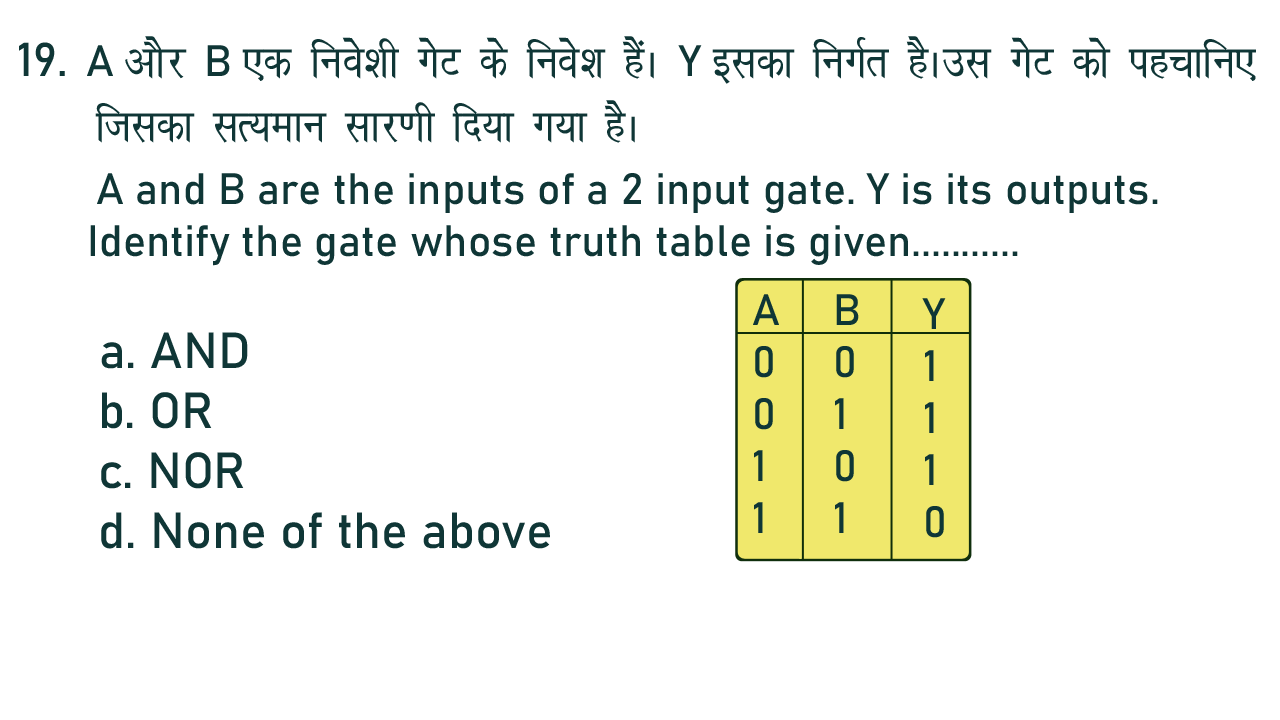 19. A और B एक निवेशी गेट के निवेश हैं। Y इसका निर्गत है।उस गेट को पहचानिए
जिसका सत्यमान सारणी दिया गया है।
A and B are the inputs of a 2 input gate. Y is its outputs.
Identify the gate whose truth table is given...........
a. AND
b. OR
c. NOR
d. None of the above
A B Y
0 0 1
0 1 1
1 0 1
1 1 0